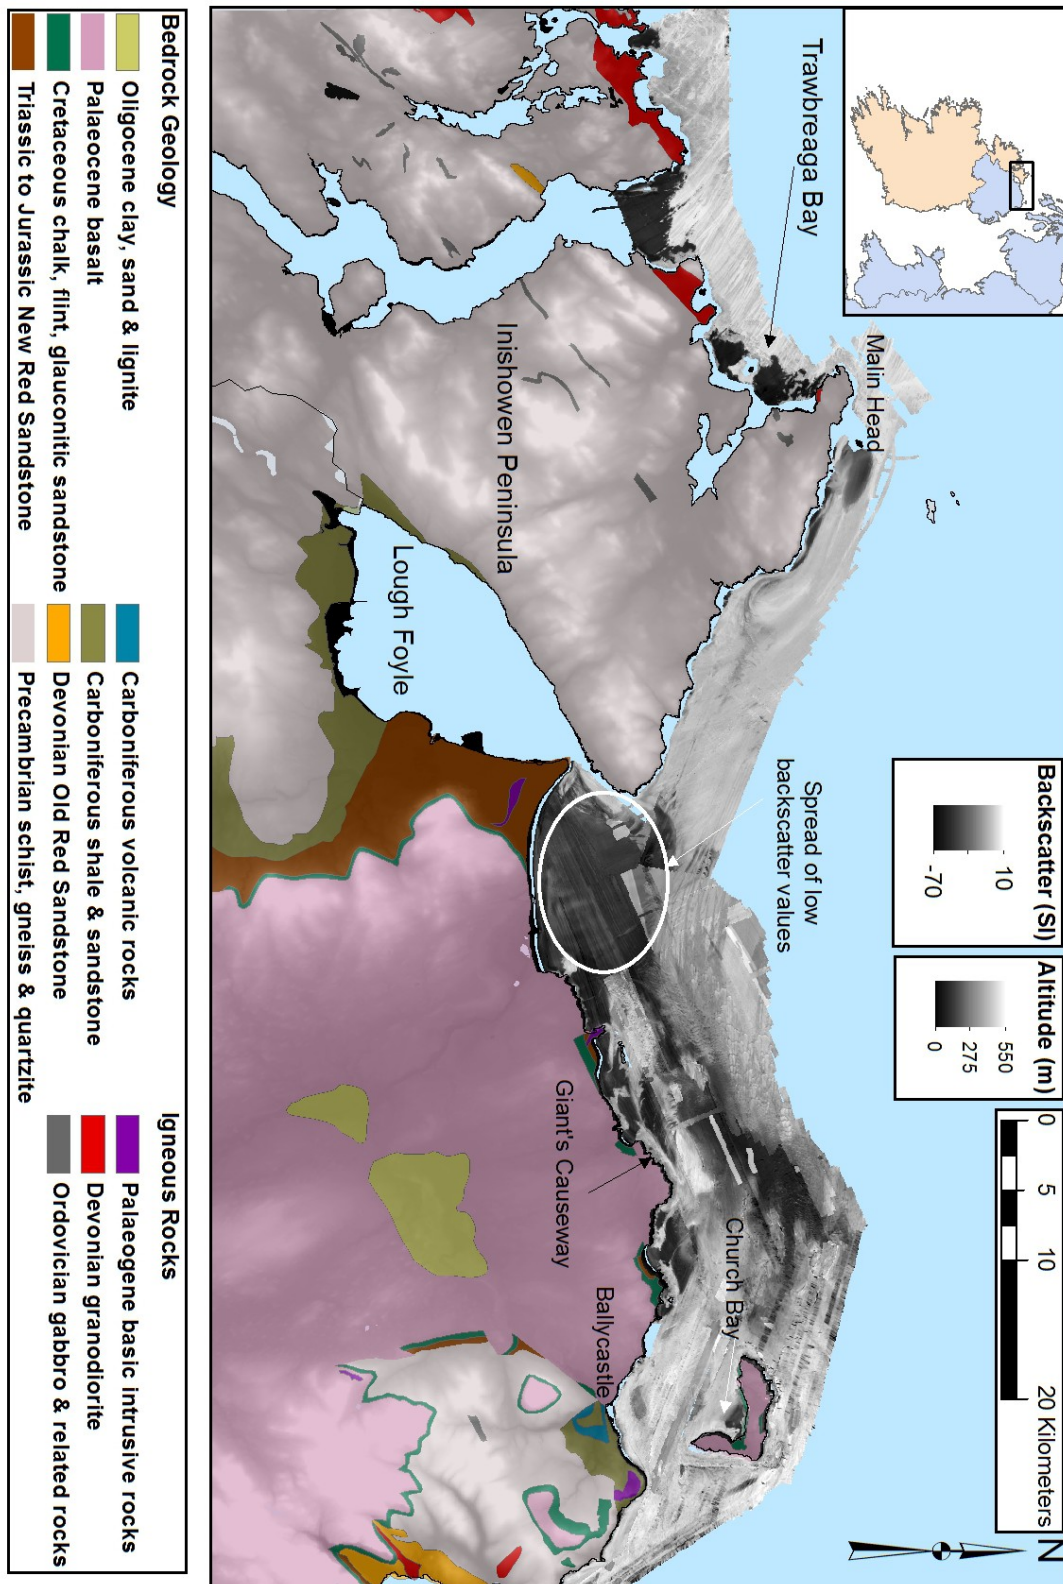 Trawbreaga Bay
Malin Head
Backscatter (SI)
10
-70
Altitude (m)
550
275
0
0
5
10
20 Kilometers
N
Spread of low
backscatter values
Inishowen Peninsula
Lough Foyle
Giant's Causeway
Church Bay
Ballycastle
Bedrock Geology
Oligocene clay, sand & lignite
Palaeocene basalt
Cretaceous chalk, flint, glauconitic sandstone
Triassic to Jurassic New Red Sandstone
Carboniferous volcanic rocks
Carboniferous shale & sandstone
Devonian Old Red Sandstone
Precambrian schist, gneiss & quartzite
Igneous Rocks
Palaeogene basic intrusive rocks
Devonian granodiorite
Ordovician gabbro & related rocks